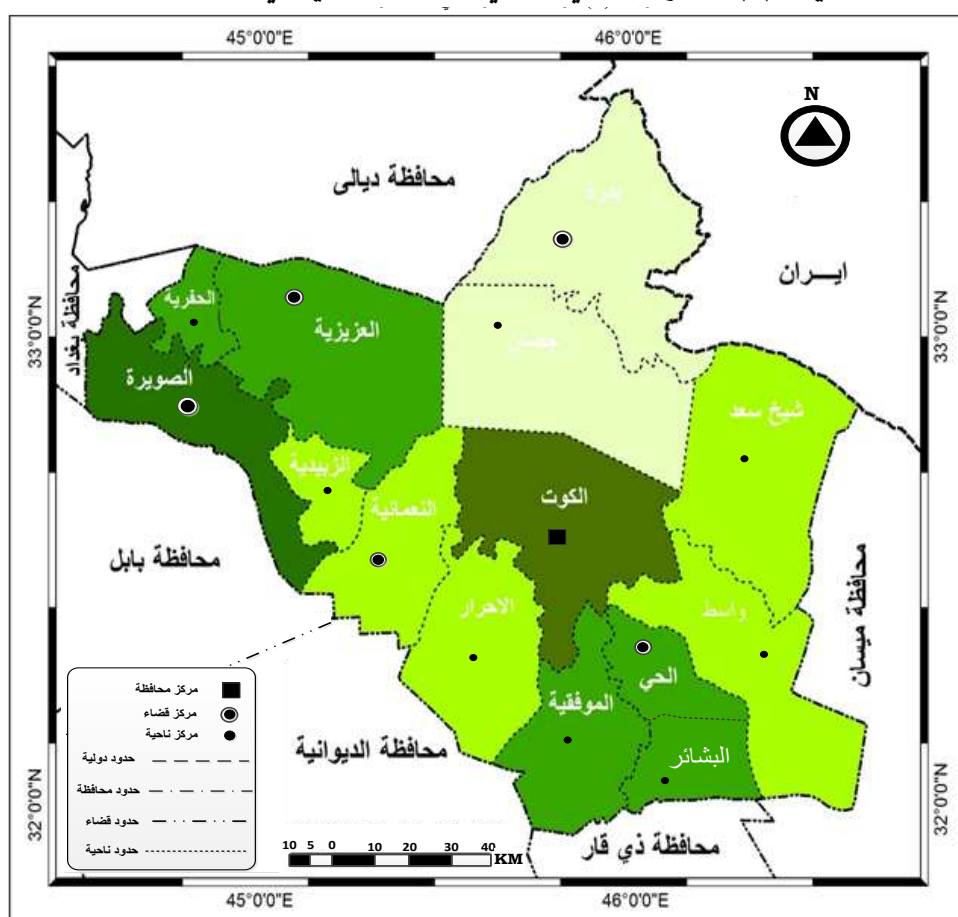 45°0'0"E
46°0'0"E
N
محافظة ديالى
بدرة
ايـــران
محافظة بغداد
الحفرية
العزيزية
جصان
33°0'0"N
33°0'0"N
الصويرة
شيخ سعد
الزبيدية
النعمانية
الكوت
محافظة بابل
الاحرار
واسط
محافظة ميسان
الحي
الموفقية
البشائر
محافظة الديوانية
محافظة ذي قار
32°0'0"N
32°0'0"N
مركز محافظة
مركز قضاء
مركز ناحية
حدود دولية
حدود محافظة
حدود قضاء
حدود ناحية
10 5 0 10 20 30 40
KM
45°0'0"E
46°0'0"E